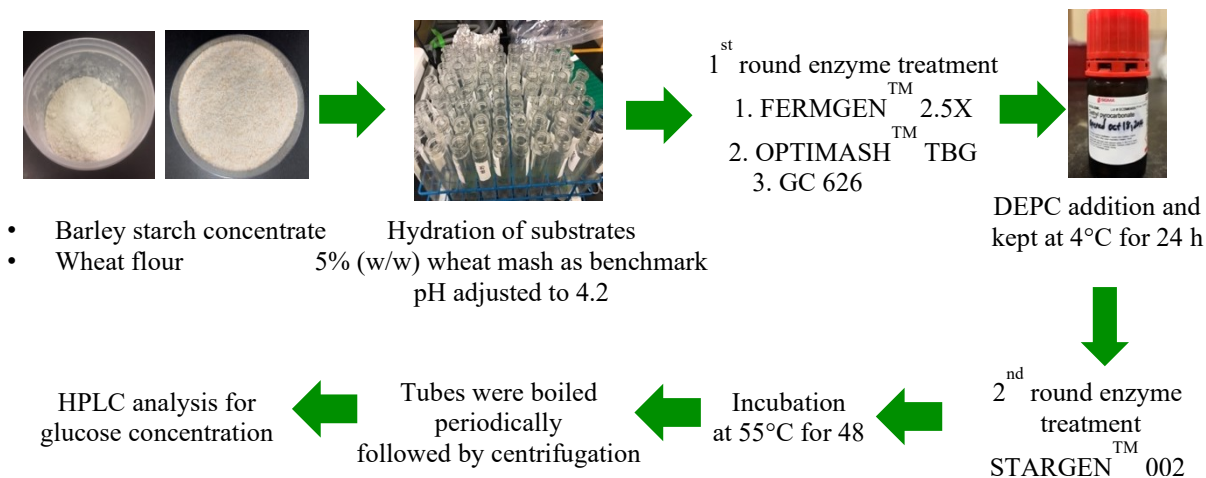 • Barley starch concentrate
• Wheat flour
Hydration of substrates
5% (w/w) wheat mash as benchmark
pH adjusted to 4.2
1st round enzyme treatment
1. FERMGEN™ 2.5X
2. OPTIMASH™ TBG
3. GC 626
pyrocarbonate
DEPC addition and
kept at 4°C for 24 h
2nd round enzyme
treatment
STARGEN™ 002
Incubation
at 55°C for 48
Tubes were boiled
periodically
followed by centrifugation
HPLC analysis for
glucose concentration